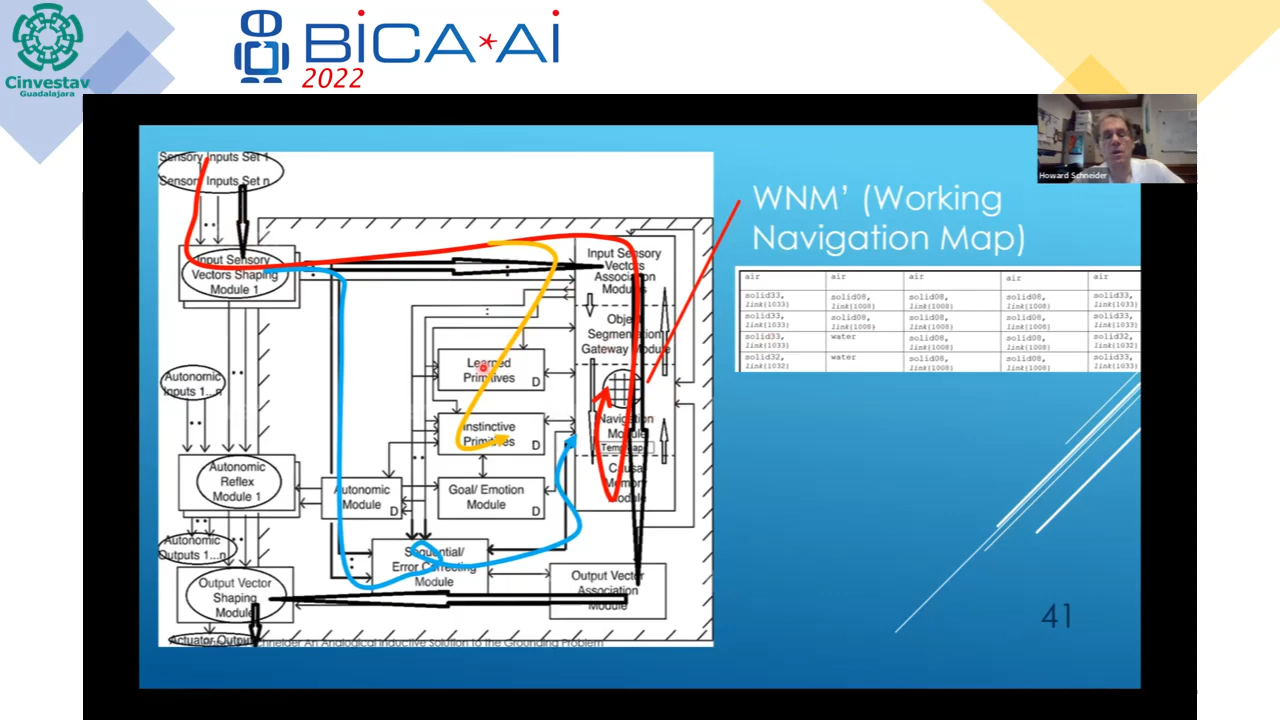 Cinvestav
Guadalajara
BiCA*Ai
2022
Howard Schneider
Sensory Inputs Set 1
Sensory Inputs Set n
Input Sensory
Vectors Shaping
Module 1
Autonomic
Inputs 1...n
Autonomic
Reflex
Module 1
Autonomic
Outputs 1...n
Output Vector
Shaping
Module
Actuator Output
Learned
Primitives
D
Instinctive
Primitives
D
Goal/ Emotion
Module
D
Autonomic
Module
D
Sequential/
Error Correcting
Module
Input Sensory
Vectors
Association
Modules
Object
Segmentation
Gateway Module
Navigation
Module
Causal
Memory
Module
Output Vector
Association
Module
Schneider An Analogical Inductive Solution to the Grounding Problem
WNM’ (Working
Navigation Map)
air air air air air
solid33, solid08, solid08, solid08, solid33,
link{1033} link{1008} link{1008} link{1008} link{1033}
solid33, solid08, solid08, solid08, solid33,
link{1033} link{1008} link{1008} link{1008} link{1033}
solid33, water solid08, solid08, solid32,
link{1033} link{1008} link{1008} link{1032}
solid32, water solid08, solid08, solid33,
link{1032} link{1008} link{1008} link{1033}
41